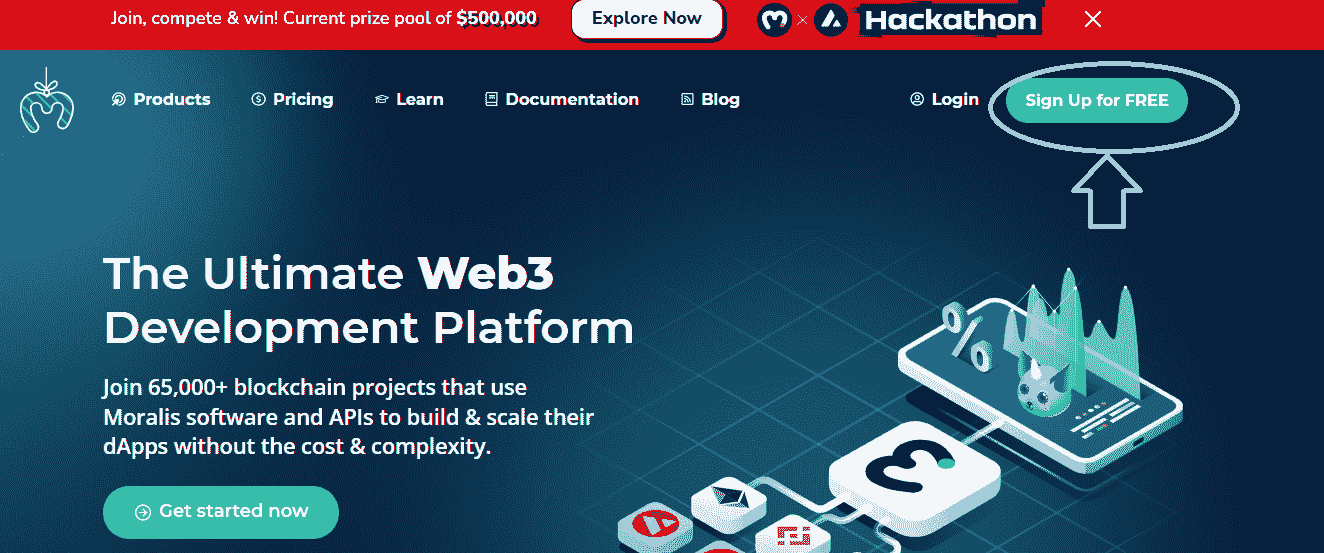 Join, compete & win! Current prize pool of $500,000
Explore Now
Hackathon
Products
Pricing
Learn
Documentation
Blog
Login
Sign Up for FREE
The Ultimate Web3
Development Platform
Join 65,000+ blockchain projects that use
Moralis software and APIs to build & scale their
dApps without the cost & complexity.
Get started now